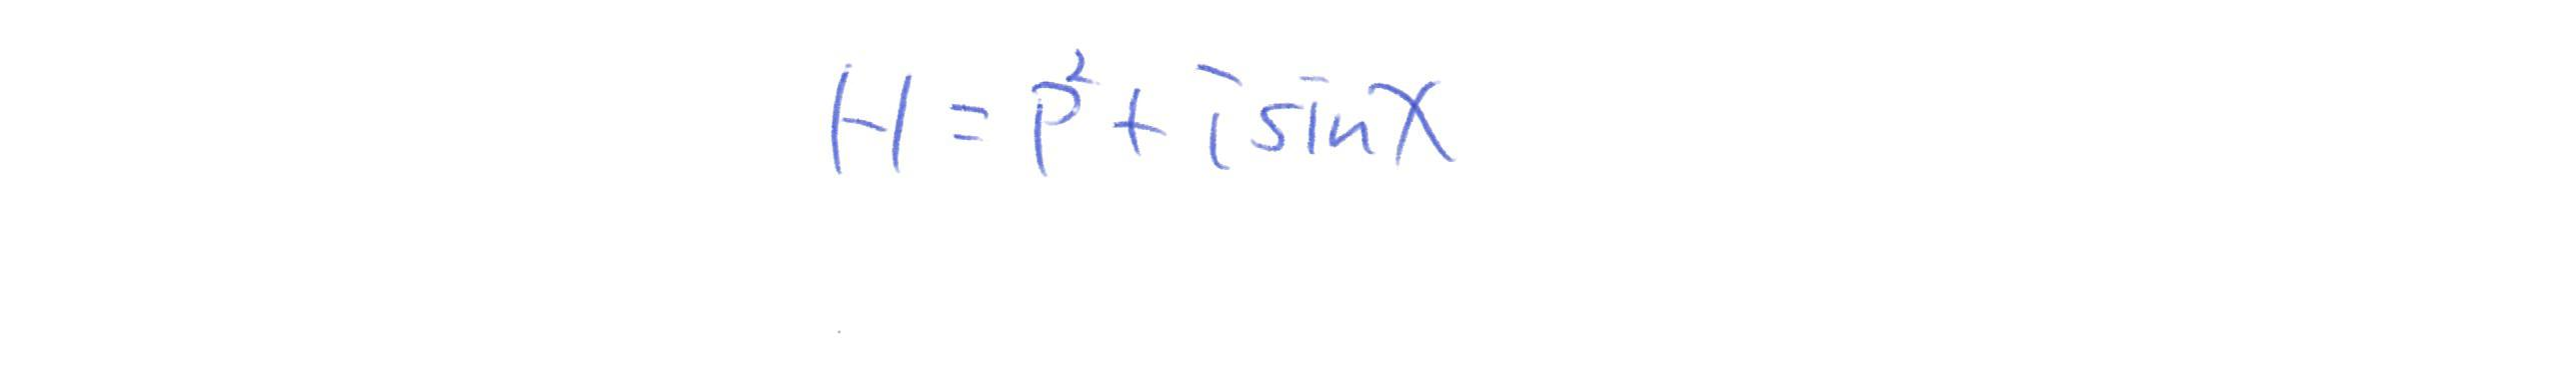 H = p² + i sin x